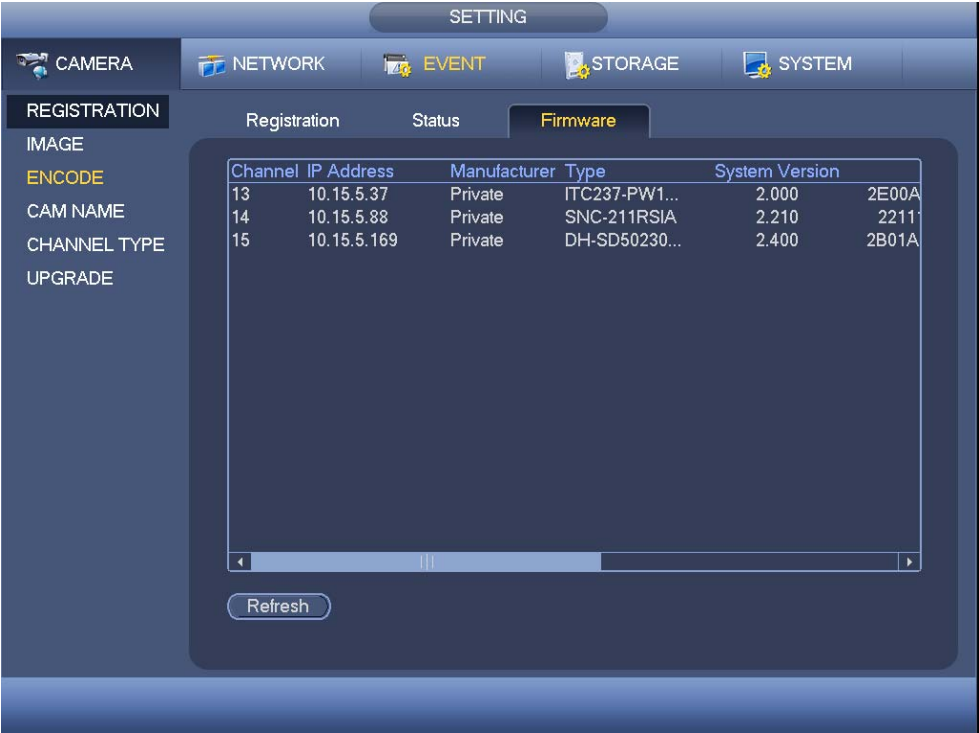 SETTING
CAMERA NETWORK EVENT STORAGE SYSTEM
REGISTRATION
IMAGE
ENCODE
CAM NAME
CHANNEL TYPE
UPGRADE
Registration Status Firmware
Channel IP Address Manufacturer Type System Version
13 10.15.5.37 Private ITC237-PW1... 2.000 2E00A
14 10.15.5.88 Private SNC-211RSIA 2.210 2211
15 10.15.5.169 Private DH-SD50230... 2.400 2B01A
Refresh